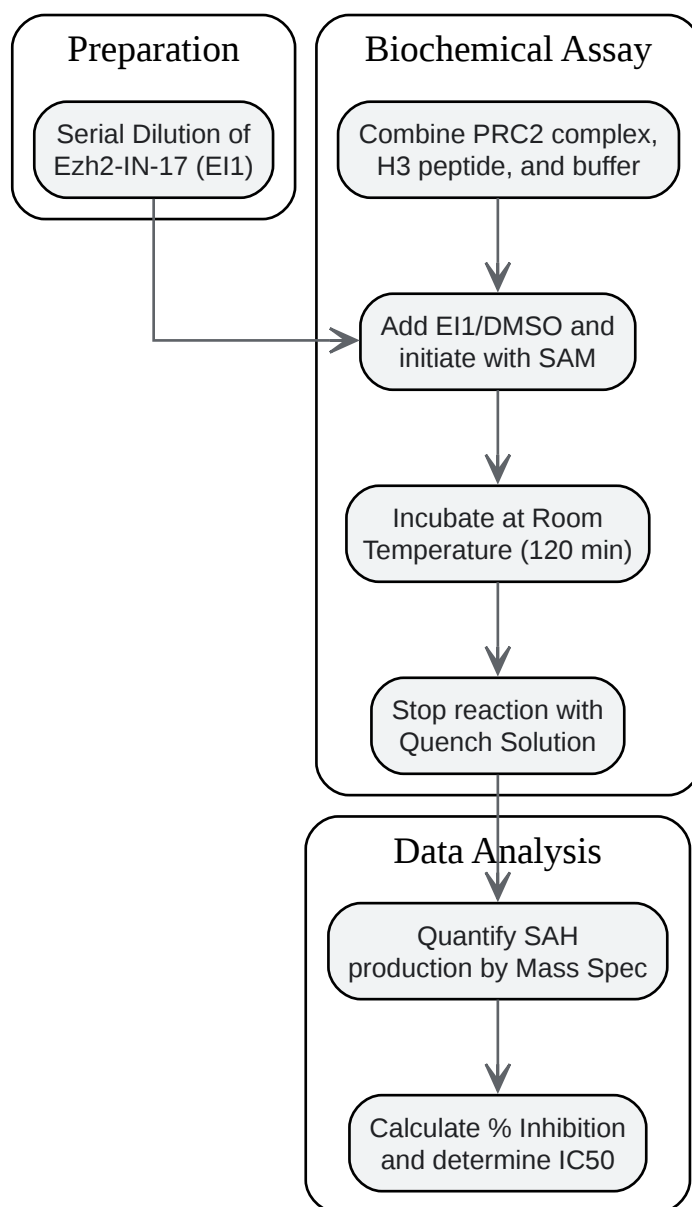 Preparation
Serial Dilution of
Ezh2-IN-17 (EI1)
Biochemical Assay
Combine PRC2 complex,
H3 peptide, and buffer
Add EI1/DMSO and
initiate with SAM
Incubate at Room
Temperature (120 min)
Stop reaction with
Quench Solution
Data Analysis
Quantify SAH
production by Mass Spec
Calculate % Inhibition
and determine IC50